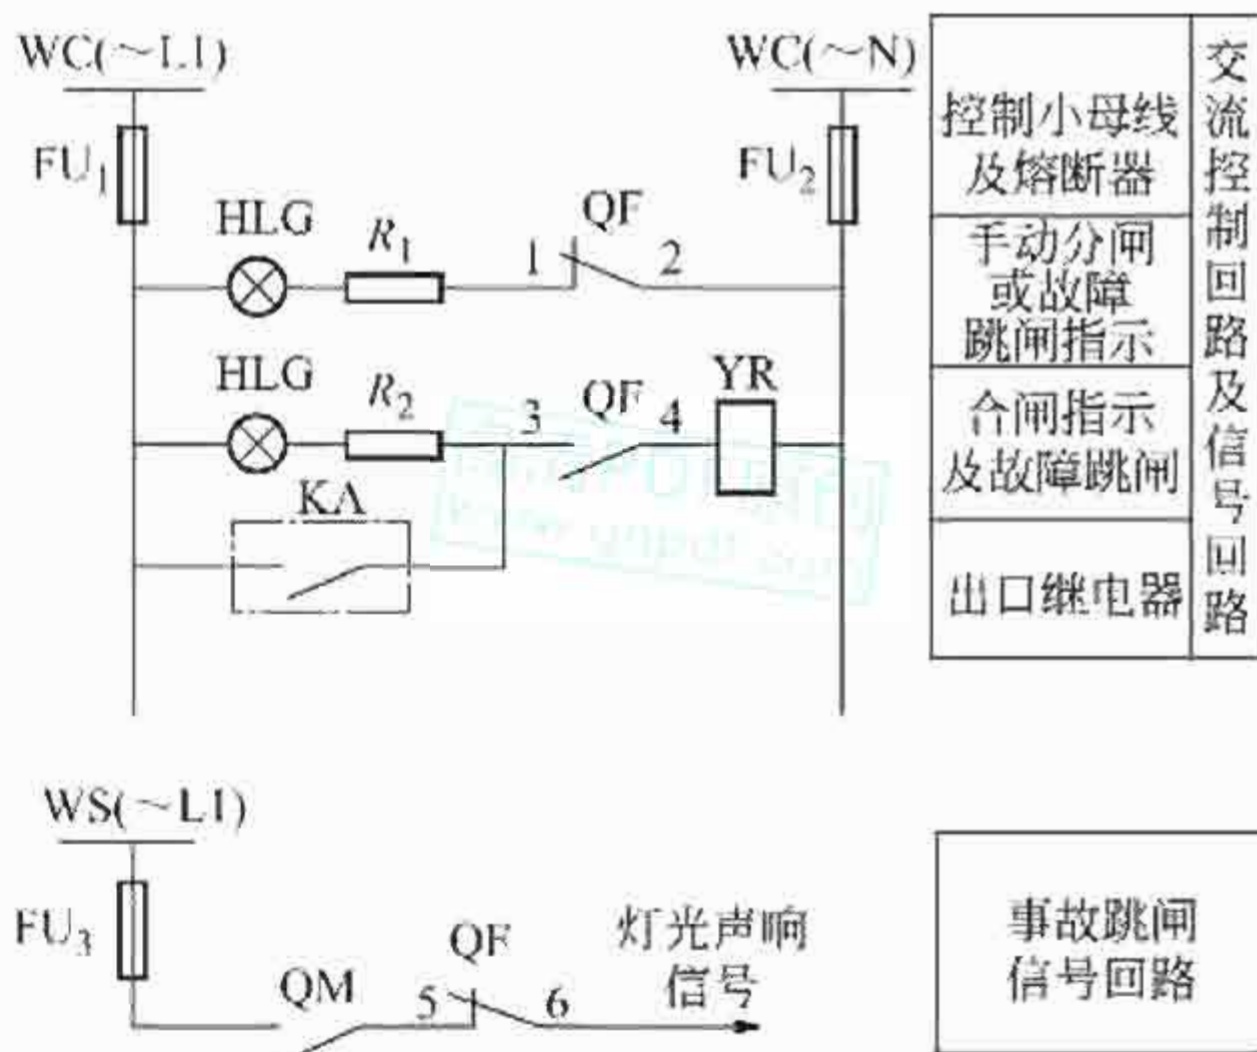 WC(～L1)
WC(～N)
FU₁
FU₂
HLG
R₁
1
QF
2
HLG
R₂
3
QF
4
YR
KA
控制小母线
及熔断器
手动分闸
或故障
跳闸指示
合闸指示
及故障跳闸
出口继电器
交流控制回路及信号回路
WS(～L1)
FU₃
QM
5
QF
6
灯光声响
信号
事故跳闸
信号回路